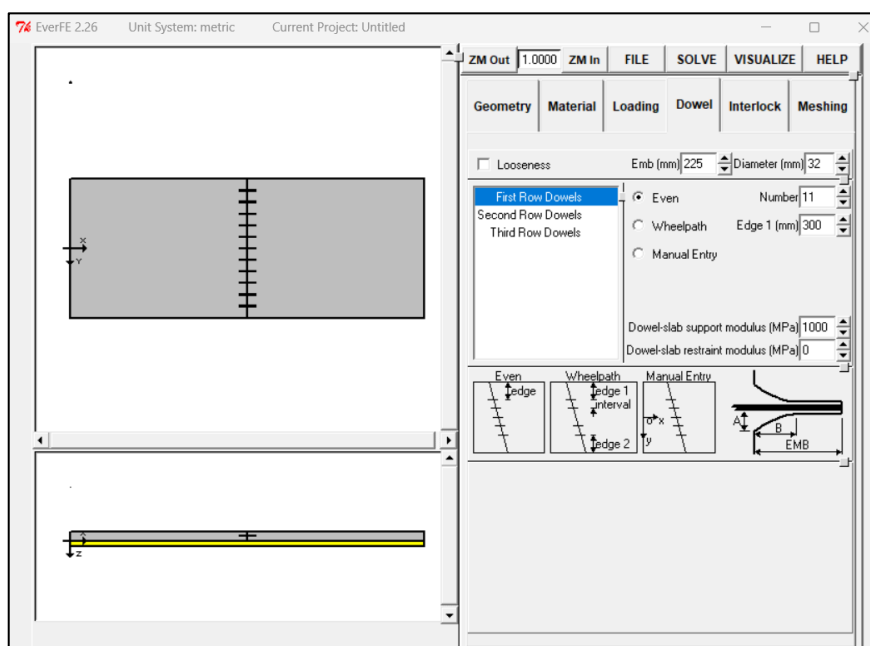 EverFE 2.26 Unit System: metric Current Project: Untitled
ZM Out 1.0000 ZM In FILE SOLVE VISUALIZE HELP
Geometry Material Loading Dowel Interlock Meshing
Looseness Emb (mm) 225 Diameter (mm) 32
First Row Dowels
Second Row Dowels
Third Row Dowels
Even Number 11
Wheelpath Edge 1 (mm) 300
Manual Entry
Dowel-slab support modulus (MPa) 1000
Dowel-slab restraint modulus (MPa) 0
Even Wheelpath Manual Entry
edge edge 1
interval
edge 2
o x
y
A
B
EMB
X
Y
X
Z